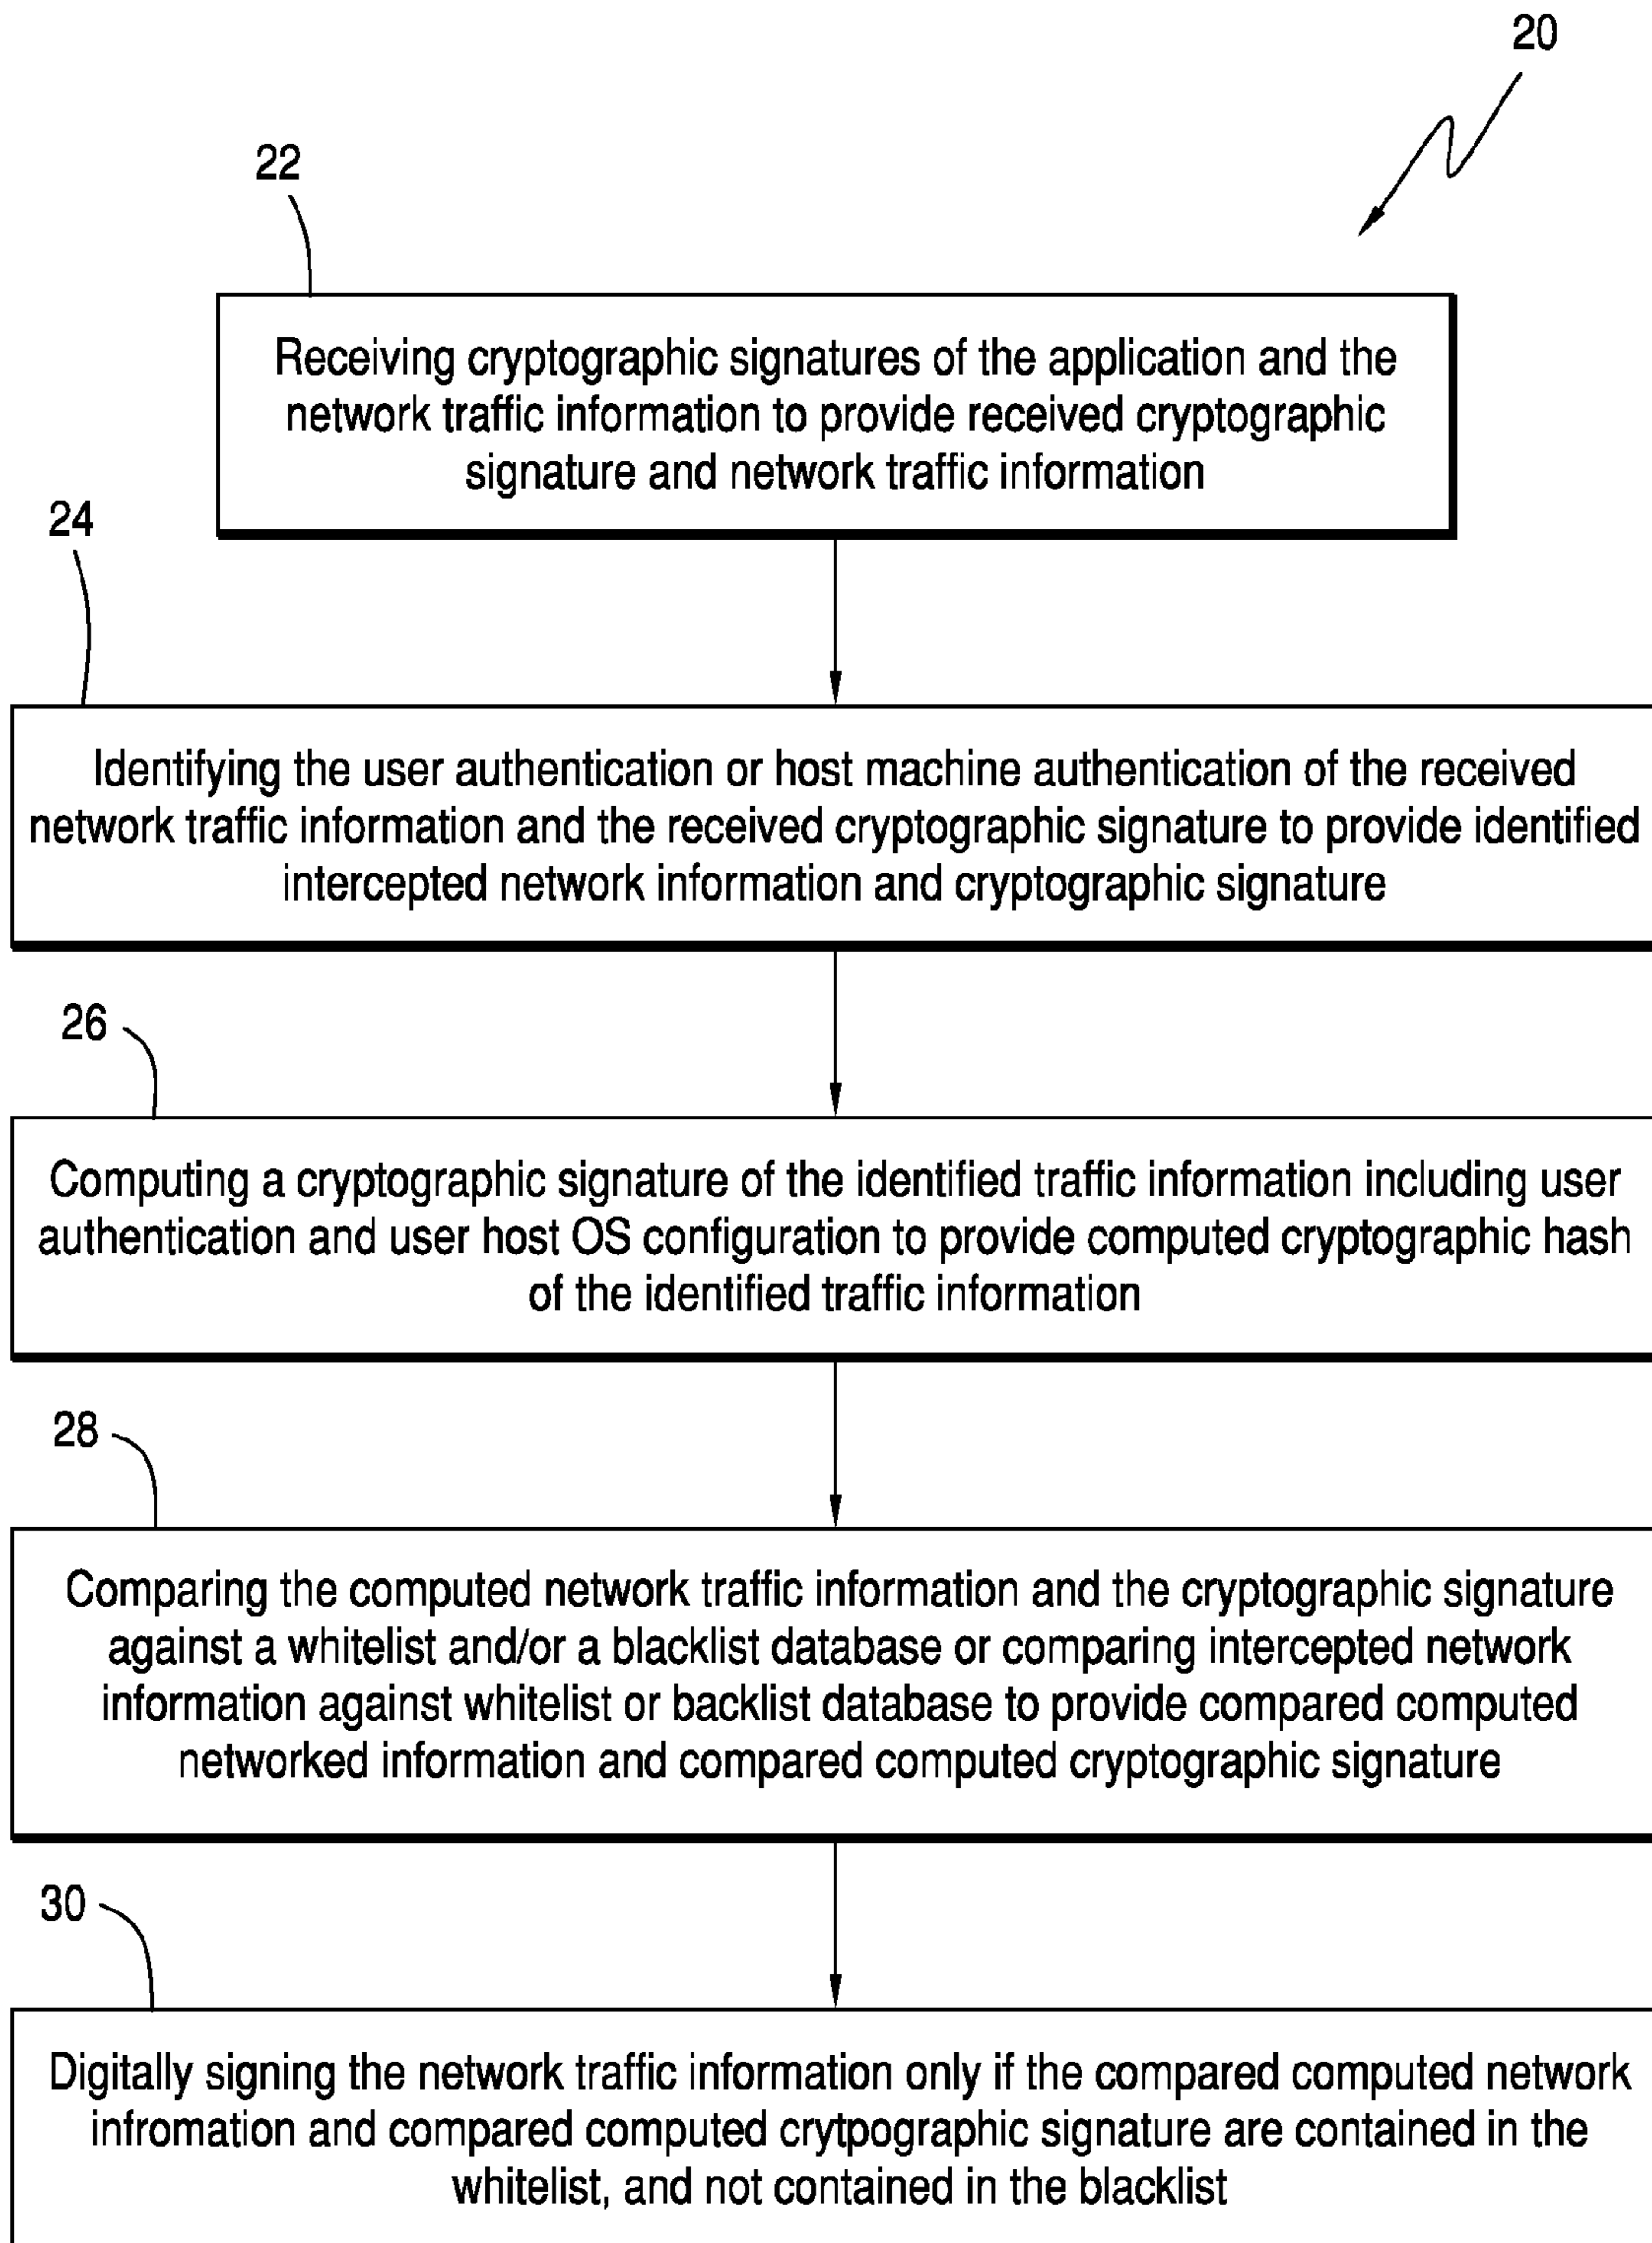 20
22
Receiving cryptographic signatures of the application and the
network traffic information to provide received cryptographic
signature and network traffic information
24
Identifying the user authentication or host machine authentication of the received
network traffic information and the received cryptographic signature to provide identified
intercepted network information and cryptographic signature
26
Computing a cryptographic signature of the identified traffic information including user
authentication and user host OS configuration to provide computed cryptographic hash
of the identified traffic information
28
Comparing the computed network traffic information and the cryptographic signature
against a whitelist and/or a blacklist database or comparing intercepted network
information against whitelist or backlist database to provide compared computed
networked information and compared computed cryptographic signature
30
Digitally signing the network traffic information only if the compared computed network
infromation and compared computed crytpographic signature are contained in the
whitelist, and not contained in the blacklist